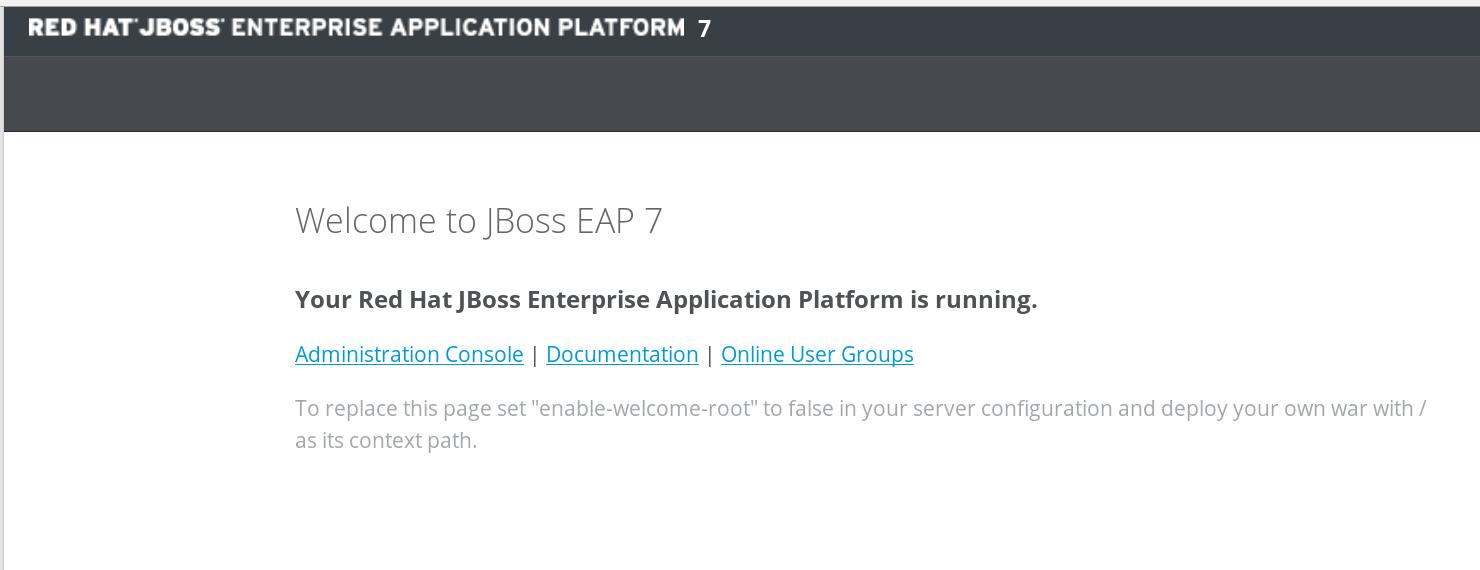 RED HAT® JBOSS® ENTERPRISE APPLICATION PLATFORM 7
Welcome to JBoss EAP 7
Your Red Hat JBoss Enterprise Application Platform is running.
Administration Console | Documentation | Online User Groups
To replace this page set "enable-welcome-root" to false in your server configuration and deploy your own war with /
as its context path.